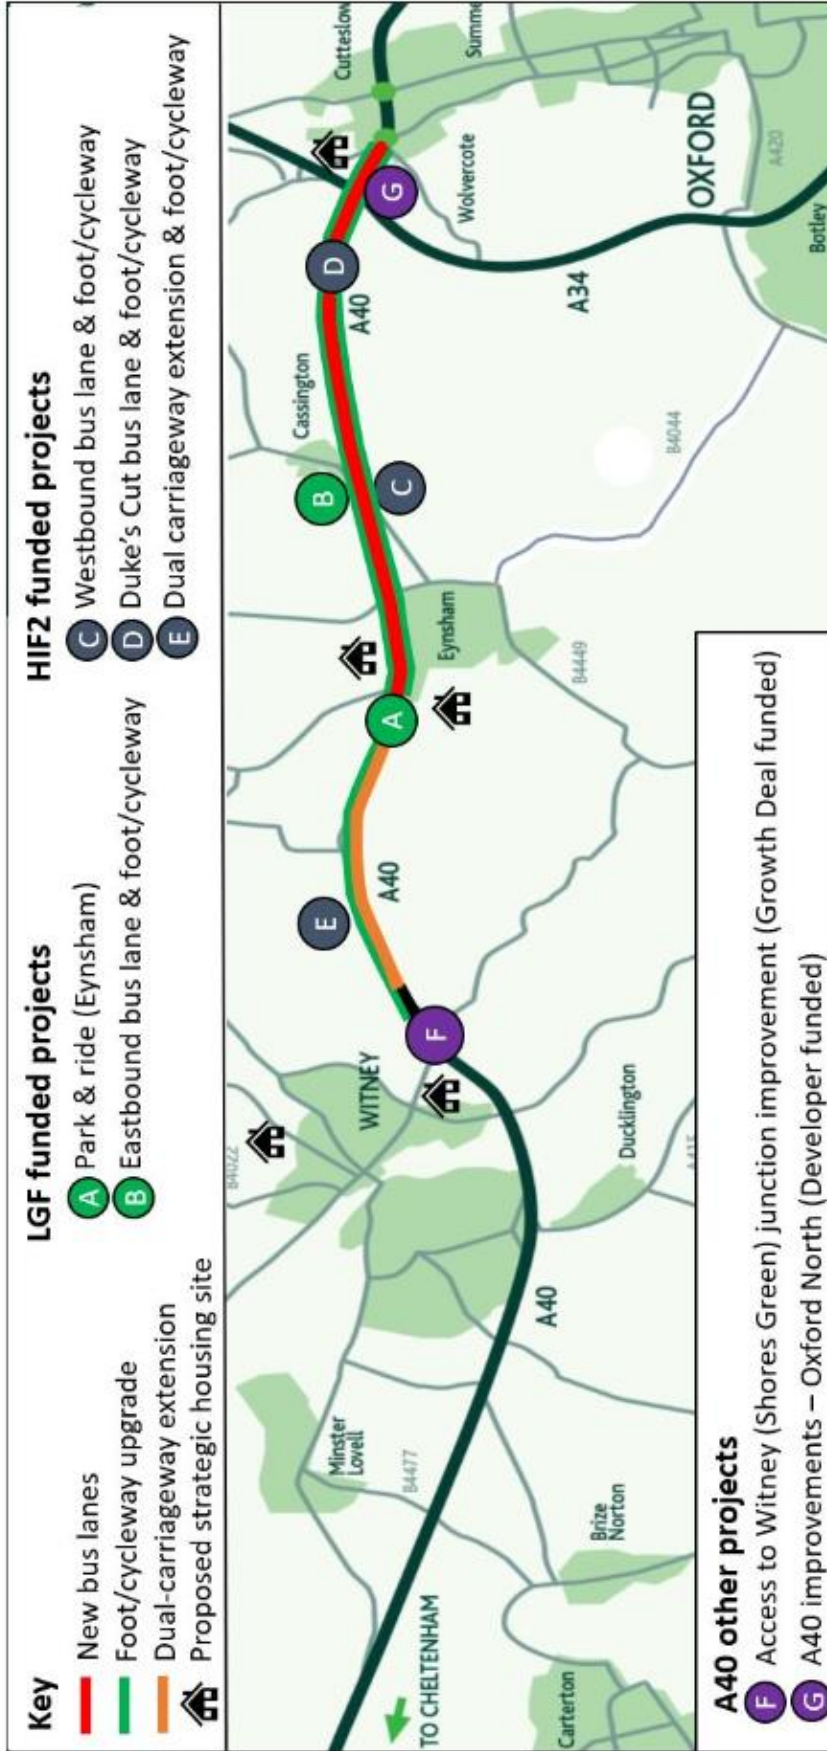 Key
New bus lanes
Foot/cycleway upgrade
Dual-carriageway extension
Proposed strategic housing site
LGF funded projects
A Park & ride (Eynsham)
B Eastbound bus lane & foot/cycleway
HIF2 funded projects
C Westbound bus lane & foot/cycleway
D Duke's Cut bus lane & foot/cycleway
E Dual carriageway extension & foot/cycleway
TO CHELTENHAM
Carterton
Brize
Norton
Minster
Lovell
B4477
A40
B4022
WITNEY
Ducklington
F
E
A40
A
Eynsham
B4449
B
C
Cassington
B4044
A40
D
G
A34
Wolvercote
Cutteslow
Summe
OXFORD
A420
Botley
A40 other projects
F Access to Witney (Shores Green) junction improvement (Growth Deal funded)
G A40 improvements – Oxford North (Developer funded)